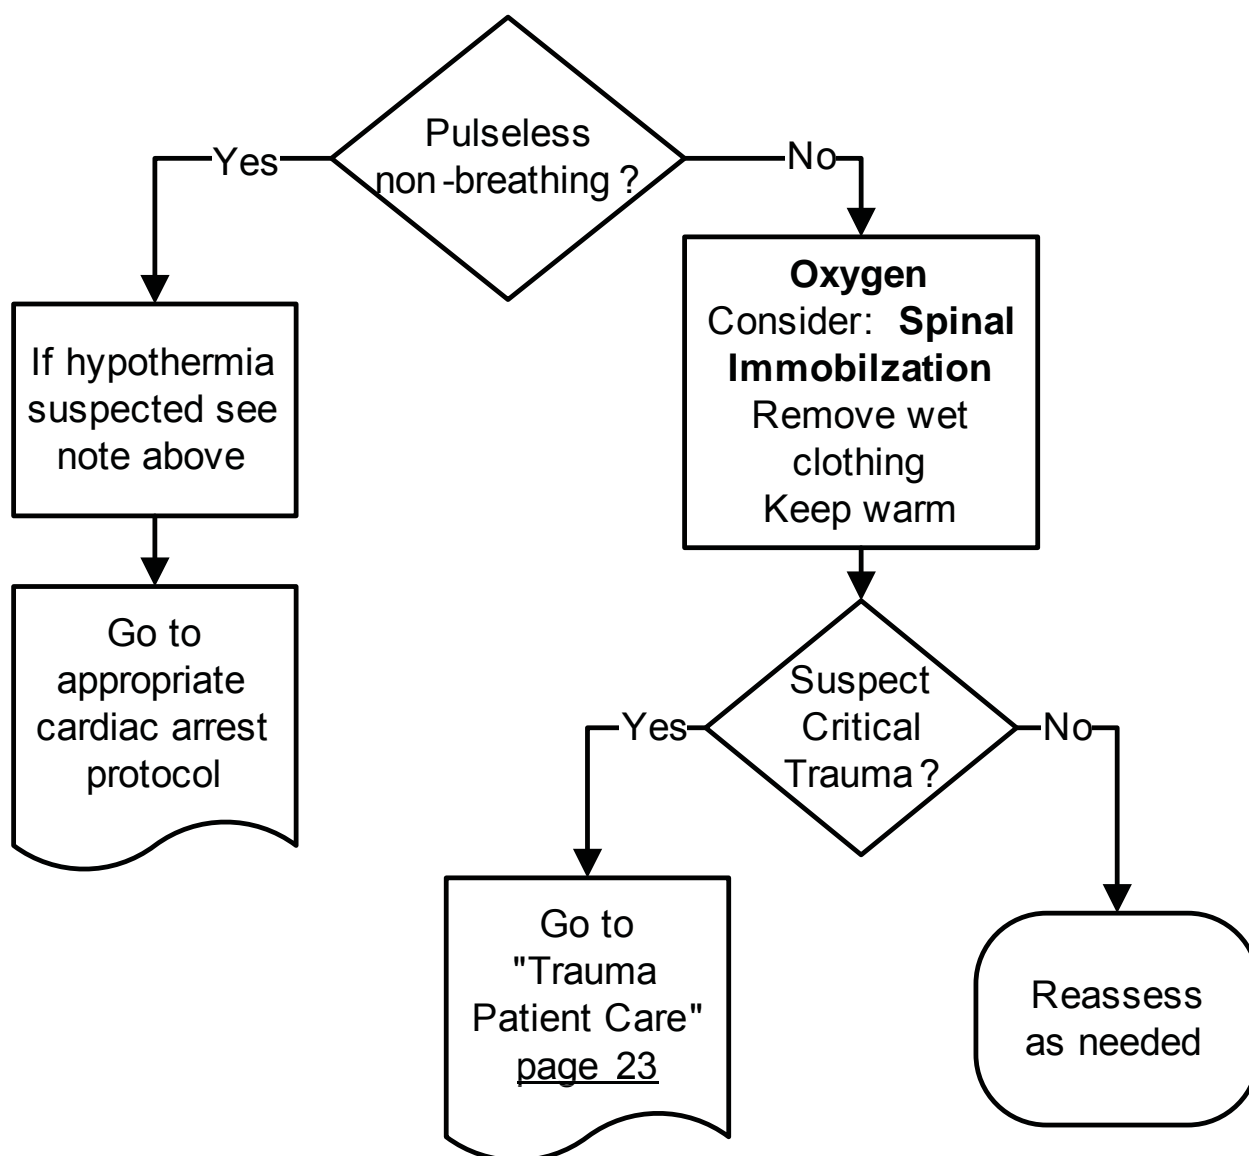 Pulseless
non-breathing ?
Yes
No
If hypothermia
suspected see
note above
Go to
appropriate
cardiac arrest
protocol
Oxygen
Consider: Spinal
Immobilzation
Remove wet
clothing
Keep warm
Suspect
Critical
Trauma ?
Yes
No
Go to
"Trauma
Patient Care"
page 23
Reassess
as needed